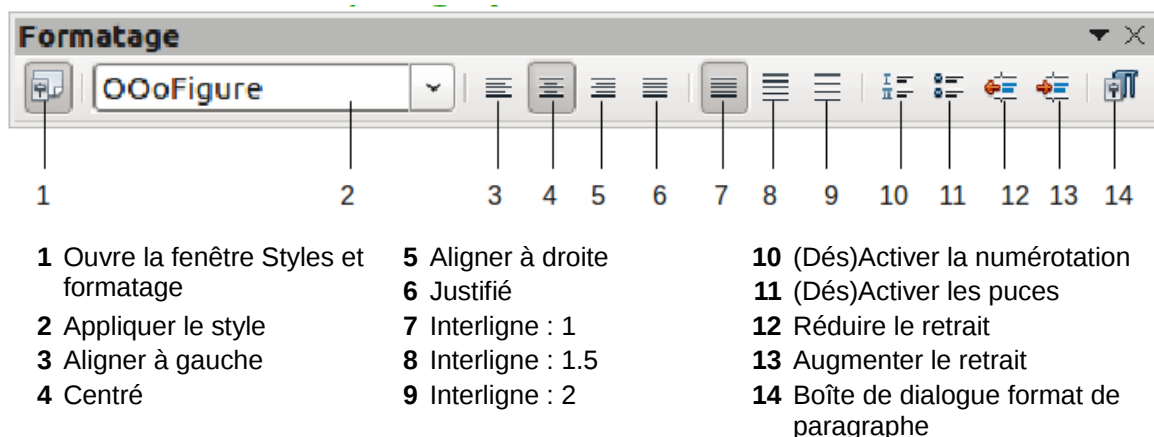 Formatage
OOoFigure
1 2 3 4 5 6 7 8 9 10 11 12 13 14
1 Ouvre la fenêtre Styles et
formatage
2 Appliquer le style
3 Aligner à gauche
4 Centré
5 Aligner à droite
6 Justifié
7 Interligne : 1
8 Interligne : 1.5
9 Interligne : 2
10 (Dés)Activer la numérotation
11 (Dés)Activer les puces
12 Réduire le retrait
13 Augmenter le retrait
14 Boîte de dialogue format de
paragraphe